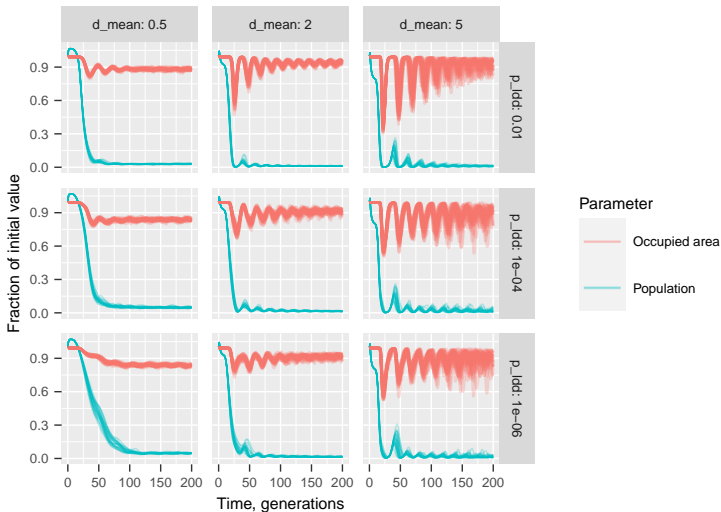 d_mean: 0.5 d_mean: 2 d_mean: 5
0.9
0.6
0.3
0.0
p_ldd: 0.01
0.9
0.6
0.3
0.0
p_ldd: 1e−04
0.9
0.6
0.3
0.0
p_ldd: 1e−06
0 50 100 150 200 0 50 100 150 200 0 50 100 150 200
Time, generations
Fraction of initial value
Parameter
Occupied area
Population